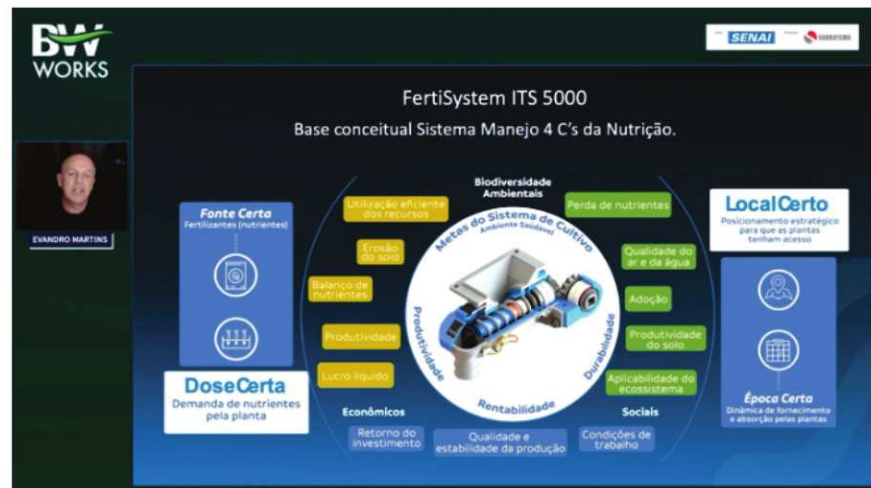 BW
WORKS
SENAI
FertiSystem ITS 5000
Base conceitual Sistema Manejo 4 C's da Nutrição.
EVANDRO MARTINS
Fonte Certa
Fertilizantes (nutrientes)
DoseCerta
Demanda de nutrientes
pela planta
Biodiversidade
Ambientais
Utilização eficiente
dos recursos
Erosão
do solo
Balanço de
nutrientes
Produtividade
Lucro líquido
Econômicos
Retorno do
investimento
Metas do Sistema de Cultivo
Ambiente Saudável
Produtividade
Durabilidade
Rentabilidade
Qualidade e
estabilidade da produção
Perda de nutrientes
Qualidade do
ar e da água
Adoção
Produtividade
do solo
Aplicabilidade do
ecossistema
Sociais
Condições de
trabalho
LocalCerto
Posicionamento estratégico
para que as plantas
tenham acesso
Época Certa
Dinâmica de fornecimento
e absorção pelas plantas